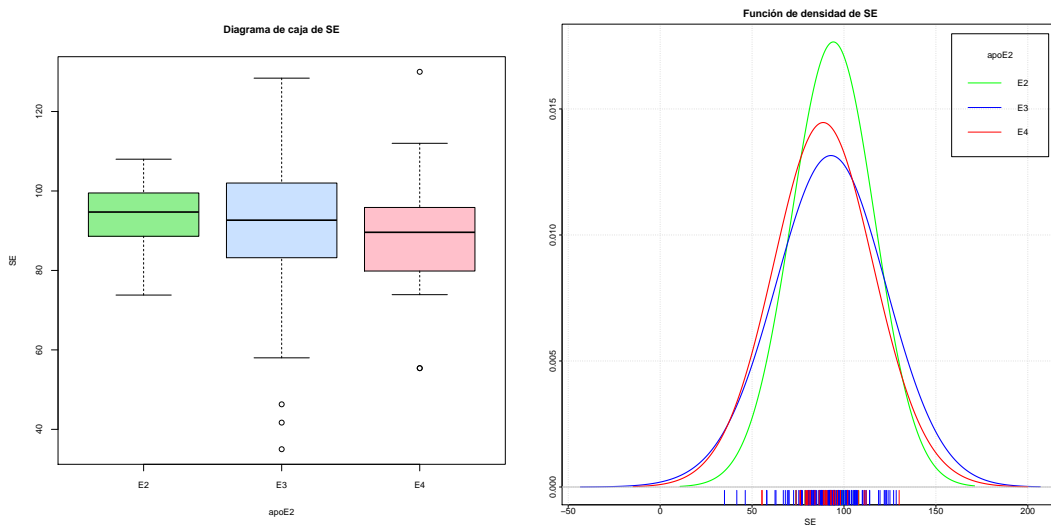 Diagrama de caja de SE
SE
120
100
80
60
40
E2
E3
E4
apoE2
Función de densidad de SE
apoE2
E2
E3
E4
0.015
0.010
0.005
0.000
−50
0
50
100
150
200
SE